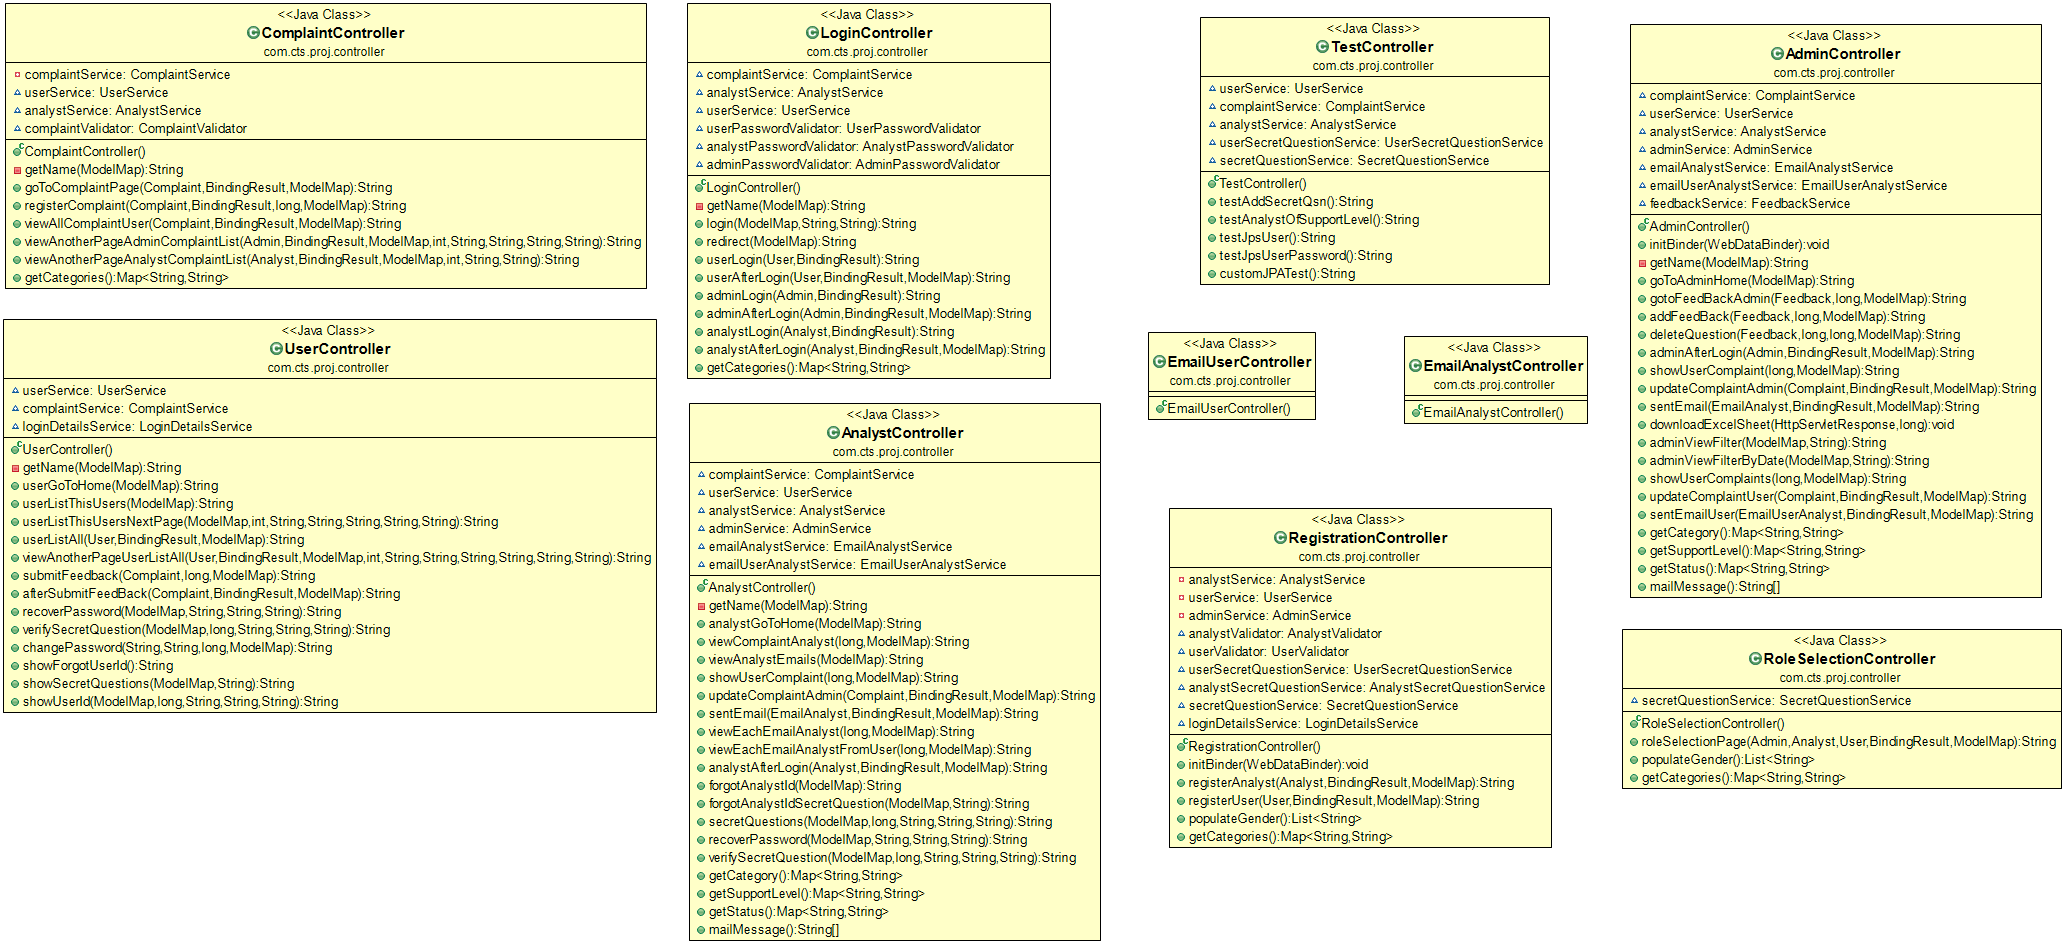 <<Java Class>>
ComplaintController
com.cts.proj.controller
complaintService: ComplaintService
userService: UserService
analystService: AnalystService
complaintValidator: ComplaintValidator
ComplaintController()
getName(ModelMap):String
goToComplaintPage(Complaint,BindingResult,ModelMap):String
registerComplaint(Complaint,BindingResult,long,ModelMap):String
viewAllComplaintUser(Complaint,BindingResult,ModelMap):String
viewAnotherPageAdminComplaintList(Admin,BindingResult,ModelMap,int,String,String,String,String):String
viewAnotherPageAnalystComplaintList(Analyst,BindingResult,ModelMap,int,String,String):String
getCategories():Map<String,String>
<<Java Class>>
UserController
com.cts.proj.controller
userService: UserService
complaintService: ComplaintService
loginDetailsService: LoginDetailsService
UserController()
getName(ModelMap):String
userGoToHome(ModelMap):String
userListThisUsers(ModelMap):String
userListThisUsersNextPage(ModelMap,int,String,String,String,String,String):String
userListAll(User,BindingResult,ModelMap):String
viewAnotherPageUserListAll(User,BindingResult,ModelMap,int,String,String,String,String,String,String):String
submitFeedback(Complaint,long,ModelMap):String
afterSubmitFeedBack(Complaint,BindingResult,ModelMap):String
recoverPassword(ModelMap,String,String,String):String
verifySecretQuestion(ModelMap,long,String,String,String):String
changePassword(String,String,long,ModelMap):String
showForgotUserId():String
showSecretQuestions(ModelMap,String):String
showUserId(ModelMap,long,String,String,String):String
<<Java Class>>
LoginController
com.cts.proj.controller
complaintService: ComplaintService
analystService: AnalystService
userService: UserService
userPasswordValidator: UserPasswordValidator
analystPasswordValidator: AnalystPasswordValidator
adminPasswordValidator: AdminPasswordValidator
LoginController()
getName(ModelMap):String
login(ModelMap,String,String):String
redirect(ModelMap):String
userLogin(User,BindingResult):String
userAfterLogin(User,BindingResult,ModelMap):String
adminLogin(Admin,BindingResult):String
adminAfterLogin(Admin,BindingResult,ModelMap):String
analystLogin(Analyst,BindingResult):String
analystAfterLogin(Analyst,BindingResult,ModelMap):String
getCategories():Map<String,String>
<<Java Class>>
AnalystController
com.cts.proj.controller
complaintService: ComplaintService
userService: UserService
analystService: AnalystService
adminService: AdminService
emailAnalystService: EmailAnalystService
emailUserAnalystService: EmailUserAnalystService
AnalystController()
getName(ModelMap):String
analystGoToHome(ModelMap):String
viewComplaintAnalyst(long,ModelMap):String
viewAnalystEmails(ModelMap):String
showUserComplaint(long,ModelMap):String
updateComplaintAdmin(Complaint,BindingResult,ModelMap):String
sentEmail(EmailAnalyst,BindingResult,ModelMap):String
viewEachEmailAnalyst(long,ModelMap):String
viewEachEmailAnalystFromUser(long,ModelMap):String
analystAfterLogin(Analyst,BindingResult,ModelMap):String
forgotAnalystId(ModelMap):String
forgotAnalystIdSecretQuestion(ModelMap,String):String
secretQuestions(ModelMap,long,String,String,String):String
recoverPassword(ModelMap,String,String,String):String
verifySecretQuestion(ModelMap,long,String,String,String):String
getCategory():Map<String,String>
getSupportLevel():Map<String,String>
getStatus():Map<String,String>
mailMessage():String[]
<<Java Class>>
TestController
com.cts.proj.controller
userService: UserService
complaintService: ComplaintService
analystService: AnalystService
userSecretQuestionService: UserSecretQuestionService
secretQuestionService: SecretQuestionService
TestController()
testAddSecretQsn():String
testAnalystOfSupportLevel():String
testJpsUser():String
testJpsUserPassword():String
customJPATest():String
<<Java Class>>
EmailUserController
com.cts.proj.controller
EmailUserController()
<<Java Class>>
EmailAnalystController
com.cts.proj.controller
EmailAnalystController()
<<Java Class>>
RegistrationController
com.cts.proj.controller
analystService: AnalystService
userService: UserService
adminService: AdminService
analystValidator: AnalystValidator
userValidator: UserValidator
userSecretQuestionService: UserSecretQuestionService
analystSecretQuestionService: AnalystSecretQuestionService
secretQuestionService: SecretQuestionService
loginDetailsService: LoginDetailsService
RegistrationController()
initBinder(WebDataBinder):void
registerAnalyst(Analyst,BindingResult,ModelMap):String
registerUser(User,BindingResult,ModelMap):String
populateGender():List<String>
getCategories():Map<String,String>
<<Java Class>>
AdminController
com.cts.proj.controller
complaintService: ComplaintService
userService: UserService
analystService: AnalystService
adminService: AdminService
emailAnalystService: EmailAnalystService
emailUserAnalystService: EmailUserAnalystService
feedbackService: FeedbackService
AdminController()
initBinder(WebDataBinder):void
getName(ModelMap):String
goToAdminHome(ModelMap):String
gotoFeedBackAdmin(Feedback,long,ModelMap):String
addFeedBack(Feedback,long,ModelMap):String
deleteQuestion(Feedback,long,long,ModelMap):String
adminAfterLogin(Admin,BindingResult,ModelMap):String
showUserComplaint(long,ModelMap):String
updateComplaintAdmin(Complaint,BindingResult,ModelMap):String
sentEmail(EmailAnalyst,BindingResult,ModelMap):String
downloadExcelSheet(HttpServletResponse,long):void
adminViewFilter(ModelMap,String):String
adminViewFilterByDate(ModelMap,String):String
showUserComplaints(long,ModelMap):String
updateComplaintUser(Complaint,BindingResult,ModelMap):String
sentEmailUser(EmailUserAnalyst,BindingResult,ModelMap):String
getCategory():Map<String,String>
getSupportLevel():Map<String,String>
getStatus():Map<String,String>
mailMessage():String[]
<<Java Class>>
RoleSelectionController
com.cts.proj.controller
secretQuestionService: SecretQuestionService
RoleSelectionController()
roleSelectionPage(Admin,Analyst,User,BindingResult,ModelMap):String
populateGender():List<String>
getCategories():Map<String,String>